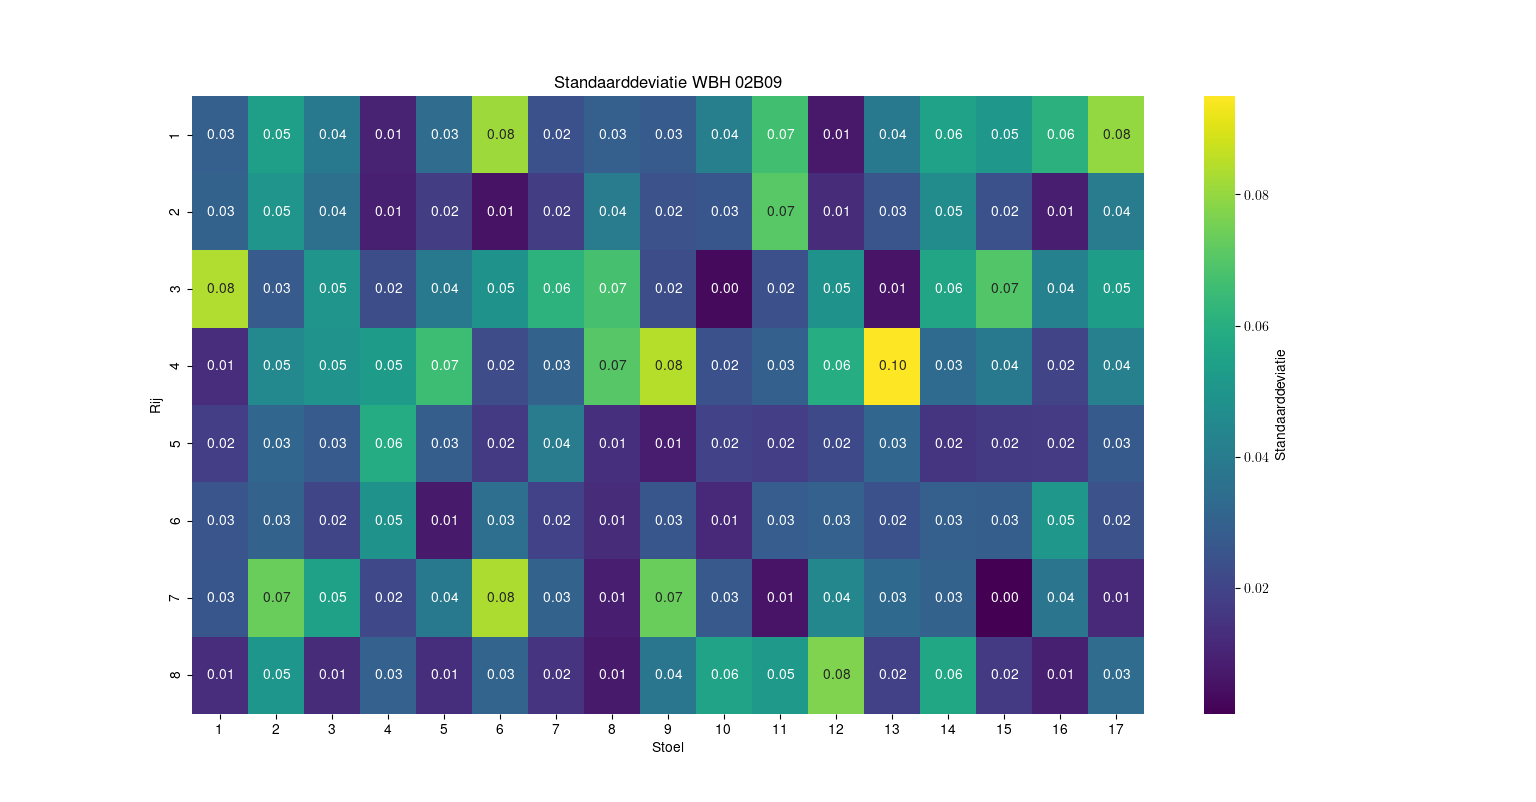 Standaarddeviatie WBH 02B09
1 0.03 0.05 0.04 0.01 0.03 0.08 0.02 0.03 0.03 0.04 0.07 0.01 0.04 0.06 0.05 0.06 0.08
2 0.03 0.05 0.04 0.01 0.02 0.01 0.02 0.04 0.02 0.03 0.07 0.01 0.03 0.05 0.02 0.01 0.04
3 0.08 0.03 0.05 0.02 0.04 0.05 0.06 0.07 0.02 0.00 0.02 0.05 0.01 0.06 0.07 0.04 0.05
4 0.01 0.05 0.05 0.05 0.07 0.02 0.03 0.07 0.08 0.02 0.03 0.06 0.10 0.03 0.04 0.02 0.04
5 0.02 0.03 0.03 0.06 0.03 0.02 0.04 0.01 0.01 0.02 0.02 0.02 0.03 0.02 0.02 0.02 0.03
6 0.03 0.03 0.02 0.05 0.01 0.03 0.02 0.01 0.03 0.01 0.03 0.03 0.02 0.03 0.03 0.05 0.02
7 0.03 0.07 0.05 0.02 0.04 0.08 0.03 0.01 0.07 0.03 0.01 0.04 0.03 0.03 0.00 0.04 0.01
8 0.01 0.05 0.01 0.03 0.01 0.03 0.02 0.01 0.04 0.06 0.05 0.08 0.02 0.06 0.02 0.01 0.03
1 2 3 4 5 6 7 8 9 10 11 12 13 14 15 16 17
Stoel
Rij
0.08
0.06
0.04
0.02
Standaarddeviatie